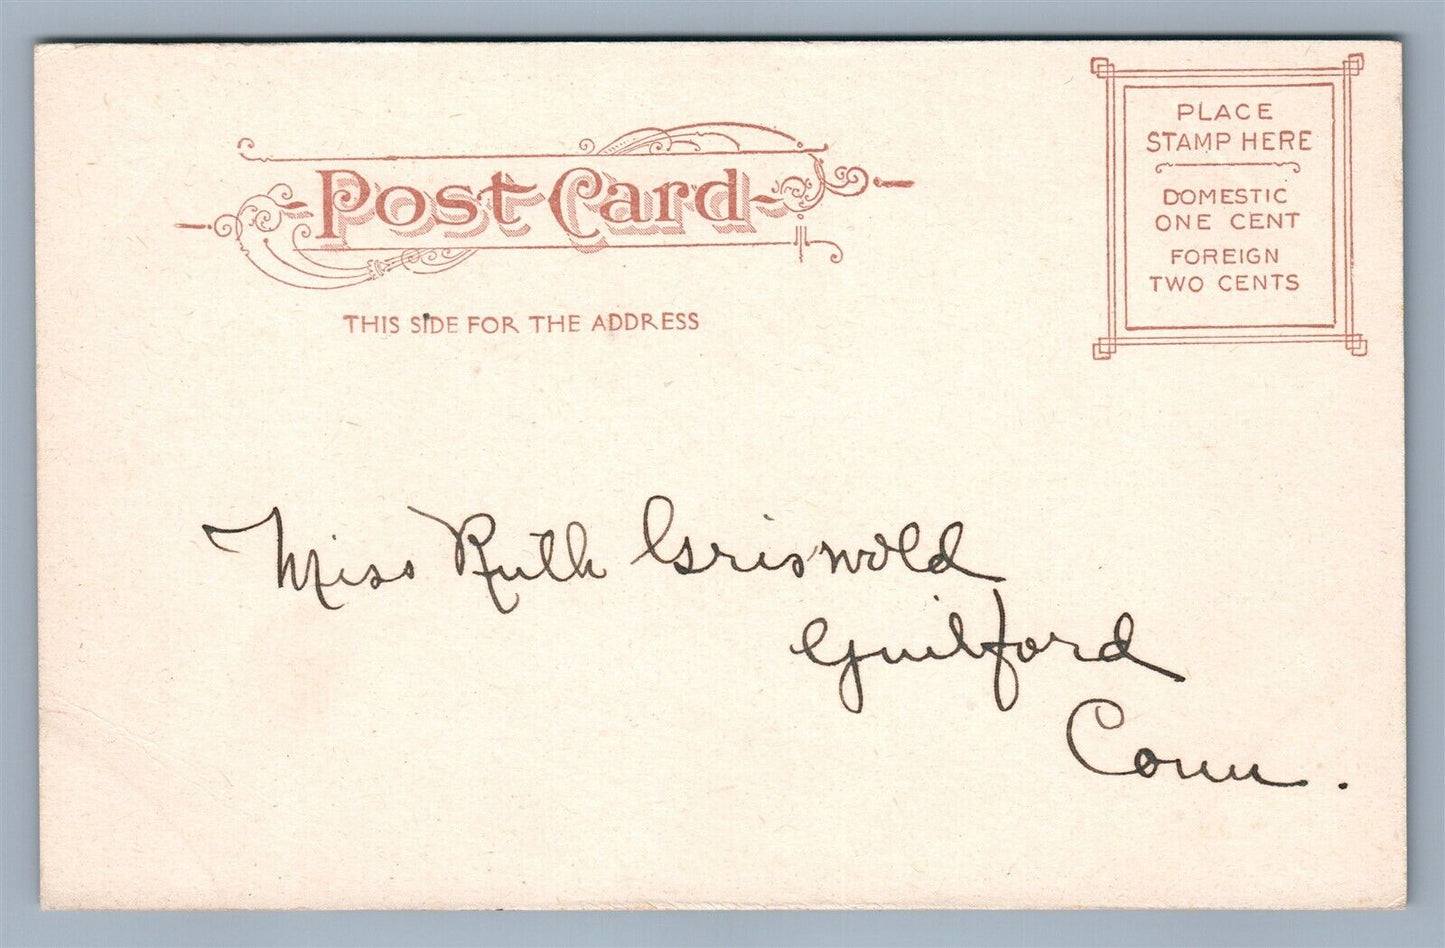 Post Card
THIS SIDE FOR THE ADDRESS
PLACE
STAMP HERE
DOMESTIC
ONE CENT
FOREIGN
TWO CENTS
Miss Ruth Griswold
Guilford
Conn.